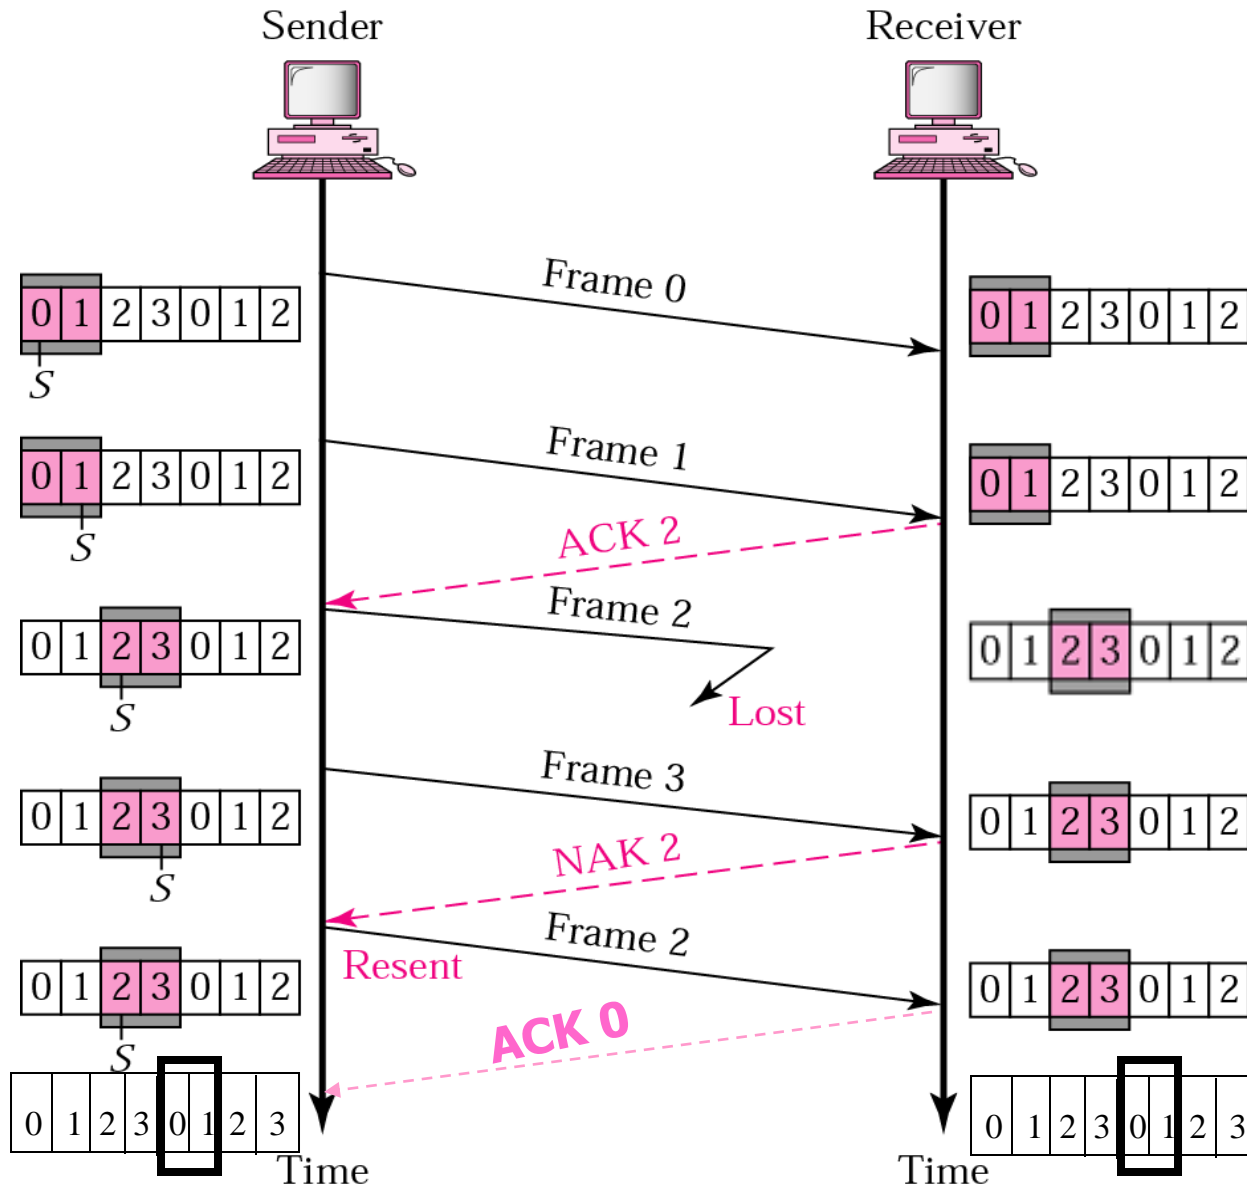 Sender Receiver
Frame 0
0 1 2 3 0 1 2
0 1 2 3 0 1 2
S
Frame 1
0 1 2 3 0 1 2
0 1 2 3 0 1 2
S
ACK 2
Frame 2
0 1 2 3 0 1 2
0 1 2 3 0 1 2
S
Lost
Frame 3
0 1 2 3 0 1 2
0 1 2 3 0 1 2
S
NAK 2
Frame 2
Resent
0 1 2 3 0 1 2
0 1 2 3 0 1 2
S
ACK 0
0 1 2 3 0 1 2 3
0 1 2 3 0 1 2 3
Time Time